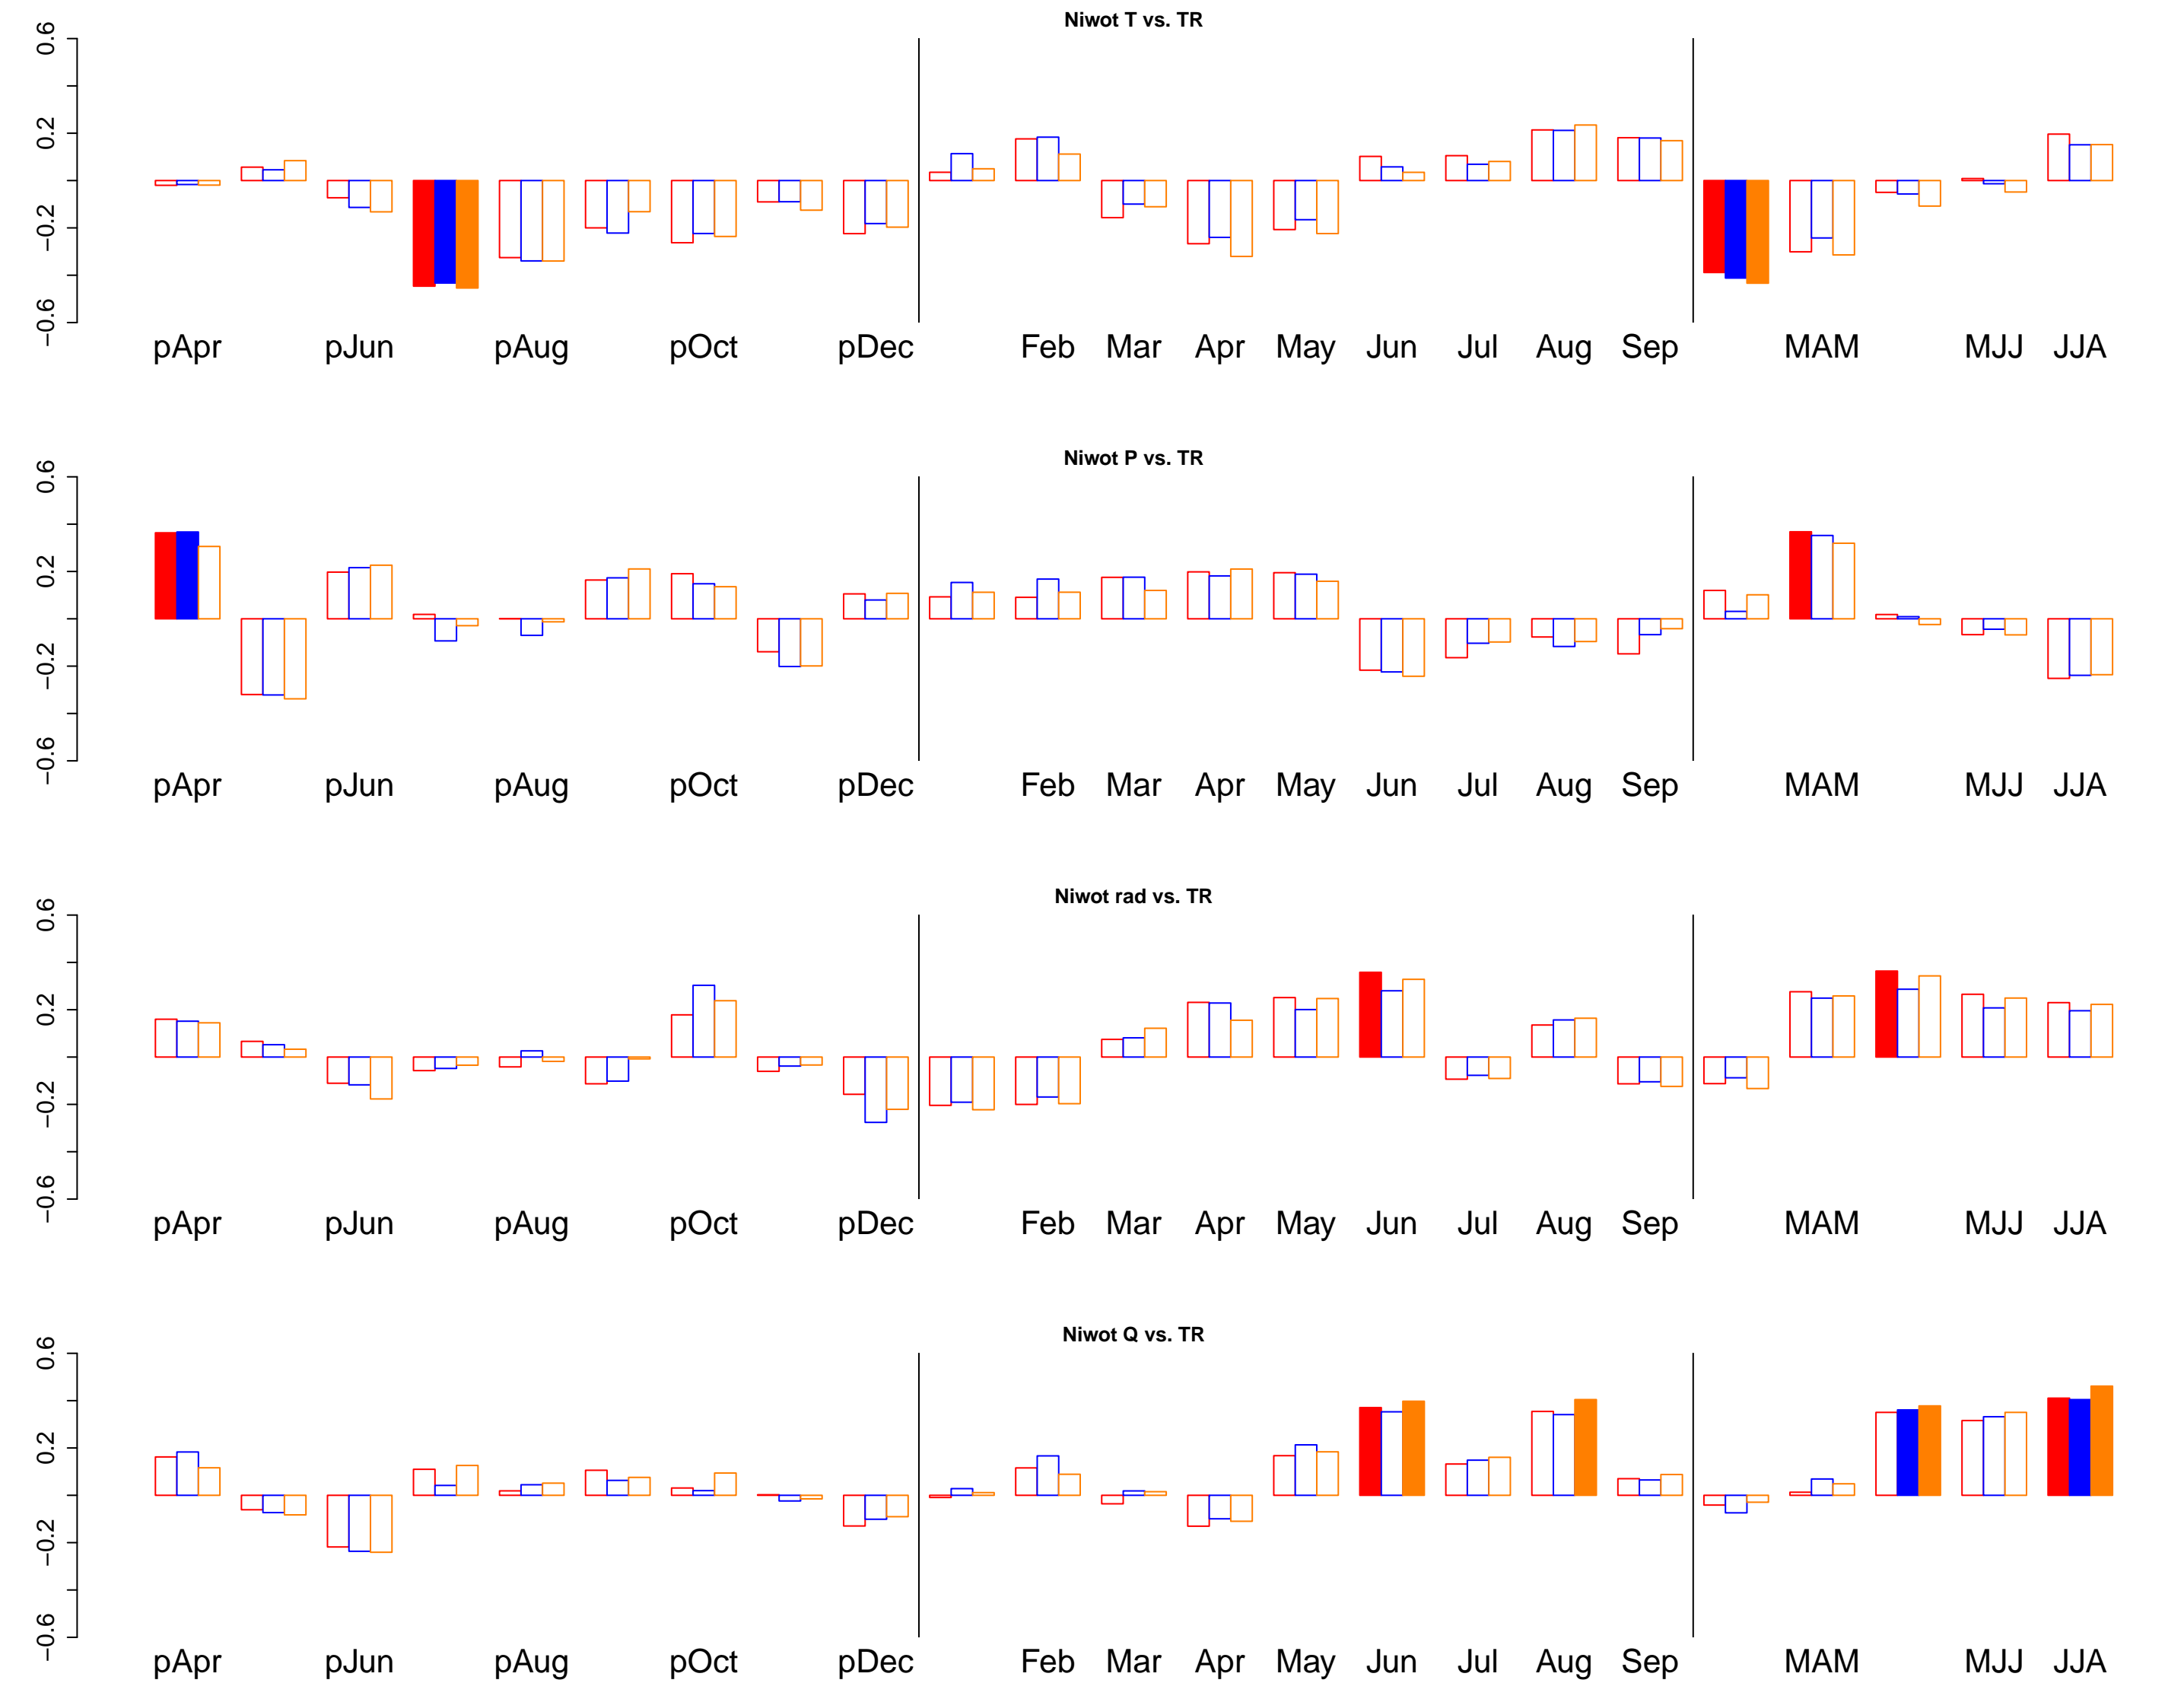 Niwot T vs. TR
0.6
0.2
−0.2
−0.6
pApr pJun pAug pOct pDec Feb Mar Apr May Jun Jul Aug Sep MAM MJJ JJA
Niwot P vs. TR
0.6
0.2
−0.2
−0.6
pApr pJun pAug pOct pDec Feb Mar Apr May Jun Jul Aug Sep MAM MJJ JJA
Niwot rad vs. TR
0.6
0.2
−0.2
−0.6
pApr pJun pAug pOct pDec Feb Mar Apr May Jun Jul Aug Sep MAM MJJ JJA
Niwot Q vs. TR
0.6
0.2
−0.2
−0.6
pApr pJun pAug pOct pDec Feb Mar Apr May Jun Jul Aug Sep MAM MJJ JJA